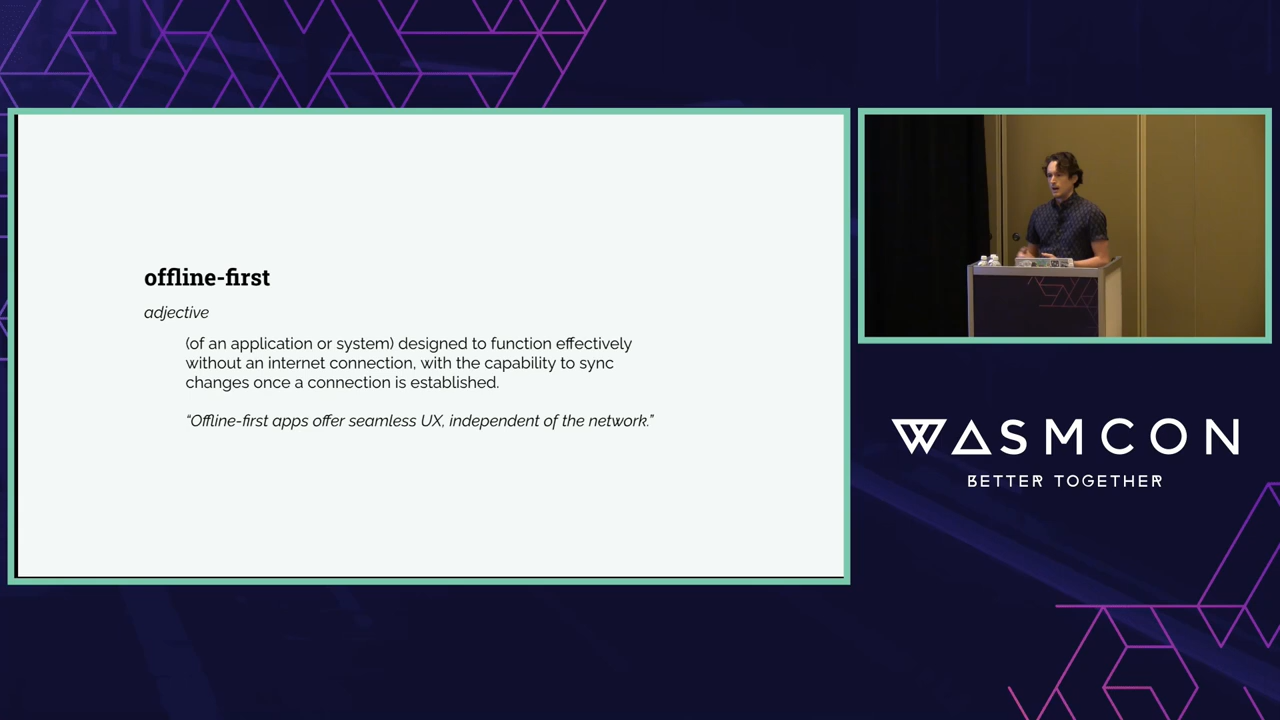 offline-first
adjective
(of an application or system) designed to function effectively
without an internet connection, with the capability to sync
changes once a connection is established.
“Offline-first apps offer seamless UX, independent of the network.”
WASMCON
BETTER TOGETHER